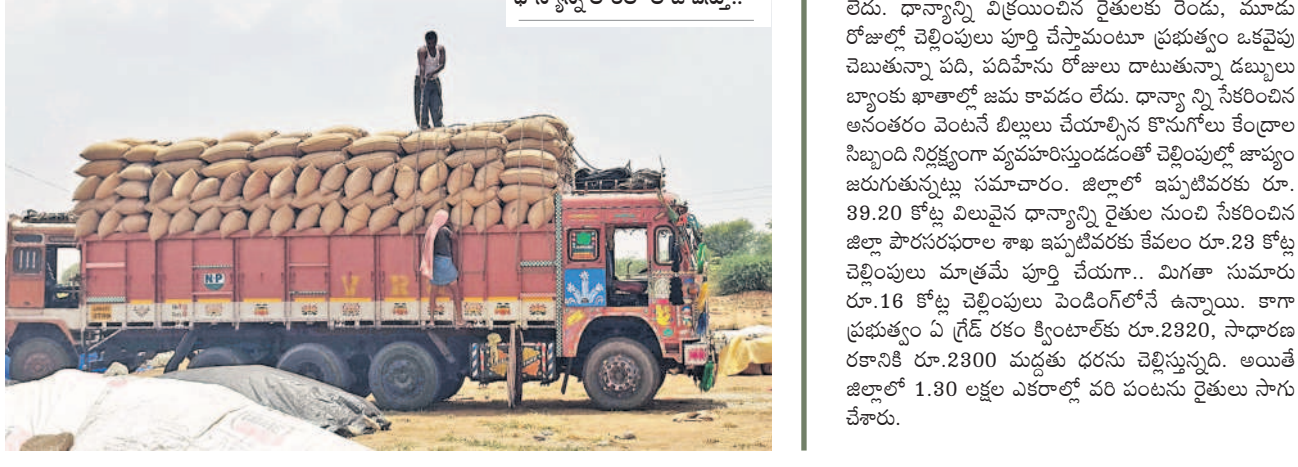 లేదు. ధాన్యాన్ని విక్రయించిన రైతులకు రెండు, మూడు
రోజుల్లో చెల్లింపులు పూర్తి చేస్తామంటూ ప్రభుత్వం ఒకవైపు
చెబుతున్నా పది, పదిహేను రోజులు దాటుతున్నా డబ్బులు
బ్యాంకు ఖాతాల్లో జమ కావడం లేదు. ధాన్యా న్ని సేకరించిన
అనంతరం వెంటనే బిల్లులు చేయాల్సిన కొనుగోలు కేంద్రాల
సిబ్బంది నిర్లక్ష్యంగా వ్యవహరిస్తుండడంతో చెల్లింపుల్లో జాప్యం
జరుగుతున్నట్లు సమాచారం. జిల్లాలో ఇప్పటివరకు రూ.
39.20 కోట్ల విలువైన ధాన్యాన్ని రైతుల నుంచి సేకరించిన
జిల్లా పౌరసరఫరాల శాఖ ఇప్పటివరకు కేవలం రూ.23 కోట్ల
చెల్లింపులు మాత్రమే పూర్తి చేయగా.. మిగతా సుమారు
రూ.16 కోట్ల చెల్లింపులు పెండింగ్‌లోనే ఉన్నాయి. కాగా
ప్రభుత్వం ఏ గ్రేడ్ రకం క్వింటాల్‌కు రూ.2320, సాధారణ
రకానికి రూ.2300 మద్దతు ధరను చెల్లిస్తున్నది. అయితే
జిల్లాలో 1.30 లక్షల ఎకరాల్లో వరి పంటను రైతులు సాగు
చేశారు.
NP
V R